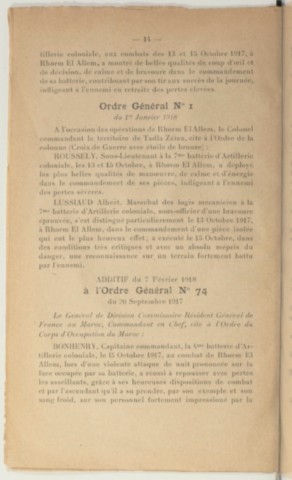 — 14 —
tillerie coloniale, aux combats des 13 et 15 Octobre 1917, à
Rhorm El Allem, a montré de belles qualités de coup d'œil et
de décision, de calme et de bravoure dans le commandement
de sa batterie, contribuant par son tir au succès de la journée,
infligeant à l'ennemi en retraite des pertes élevées.
Ordre Général N° 1
du 1er Janvier 1918
A l'occasion des opérations de Rhorm El Allem, le Colonel
commandant le territoire du Tadla Zaïan, cite à l'Ordre de la
colonne (Croix de Guerre avec étoile de bronze) :
ROUSSELY, Sous-Lieutenant à la 7me batterie d'Artillerie
coloniale, les 13 et 15 Octobre, à Rhorm El Allem, a déployé
les plus belles qualités de manœuvre, de calme et d'énergie
dans le commandement de ses pièces, infligeant à l'ennemi
des pertes sévères.
LUSSIAUD Albert, Maréchal des logis mécanicien à la
7me batterie d'Artillerie coloniale, sous-officier d'une bravoure
éprouvée, s'est distingué particulièrement le 13 Octobre 1917,
à Rhorm El Allem, dans le commandement d'une pièce isolée
qui eut le plus heureux effet; a exécuté le 15 Octobre, dans
des conditions très critiques et avec un absolu mépris du
danger, une reconnaissance sur un terrain fortement battu
par l'ennemi.
ADDITIF du 7 Février 1918
à l'Ordre Général N° 74
du 26 Septembre 1917
Le Général de Division Commissaire Résident Général de
France au Maroc, Commandant en Chef, cite à l'Ordre du
Corps d'Occupation du Maroc :
BONHENRY, Capitaine commandant, la 6me batterie d'Ar-
tillerie coloniale, le 15 Octobre 1917, au combat de Rhorm El
Allem, lors d'une violente attaque de nuit prononcée sur la
face occupée par sa batterie, a réussi à repousser avec pertes
les assaillants, grâce à ses heureuses dispositions de combat
et par l'ascendant qu'il a su prendre, par son exemple et son
sang froid, sur son personnel fortement impressionné par la